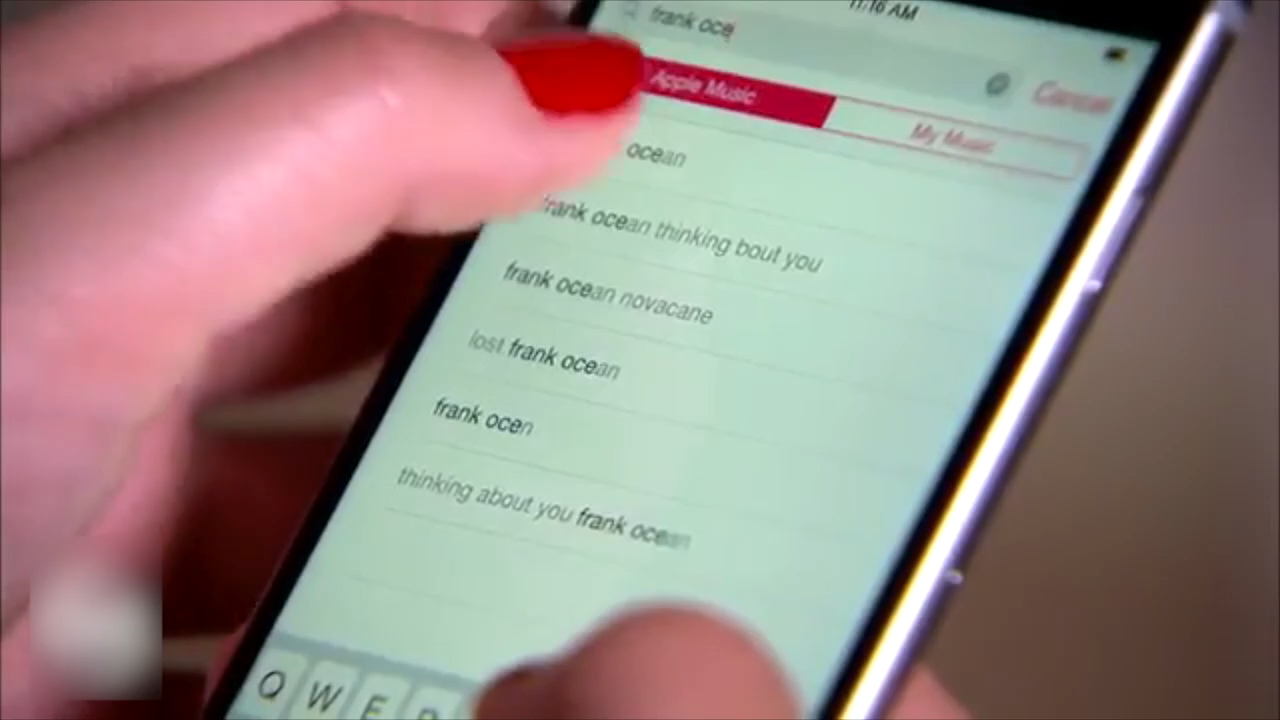 11:16 AM
frank oce
Cancel
Apple Music
My Music
ocean
frank ocean thinking bout you
frank ocean novacane
lost frank ocean
frank ocen
thinking about you frank ocean
Q W E R